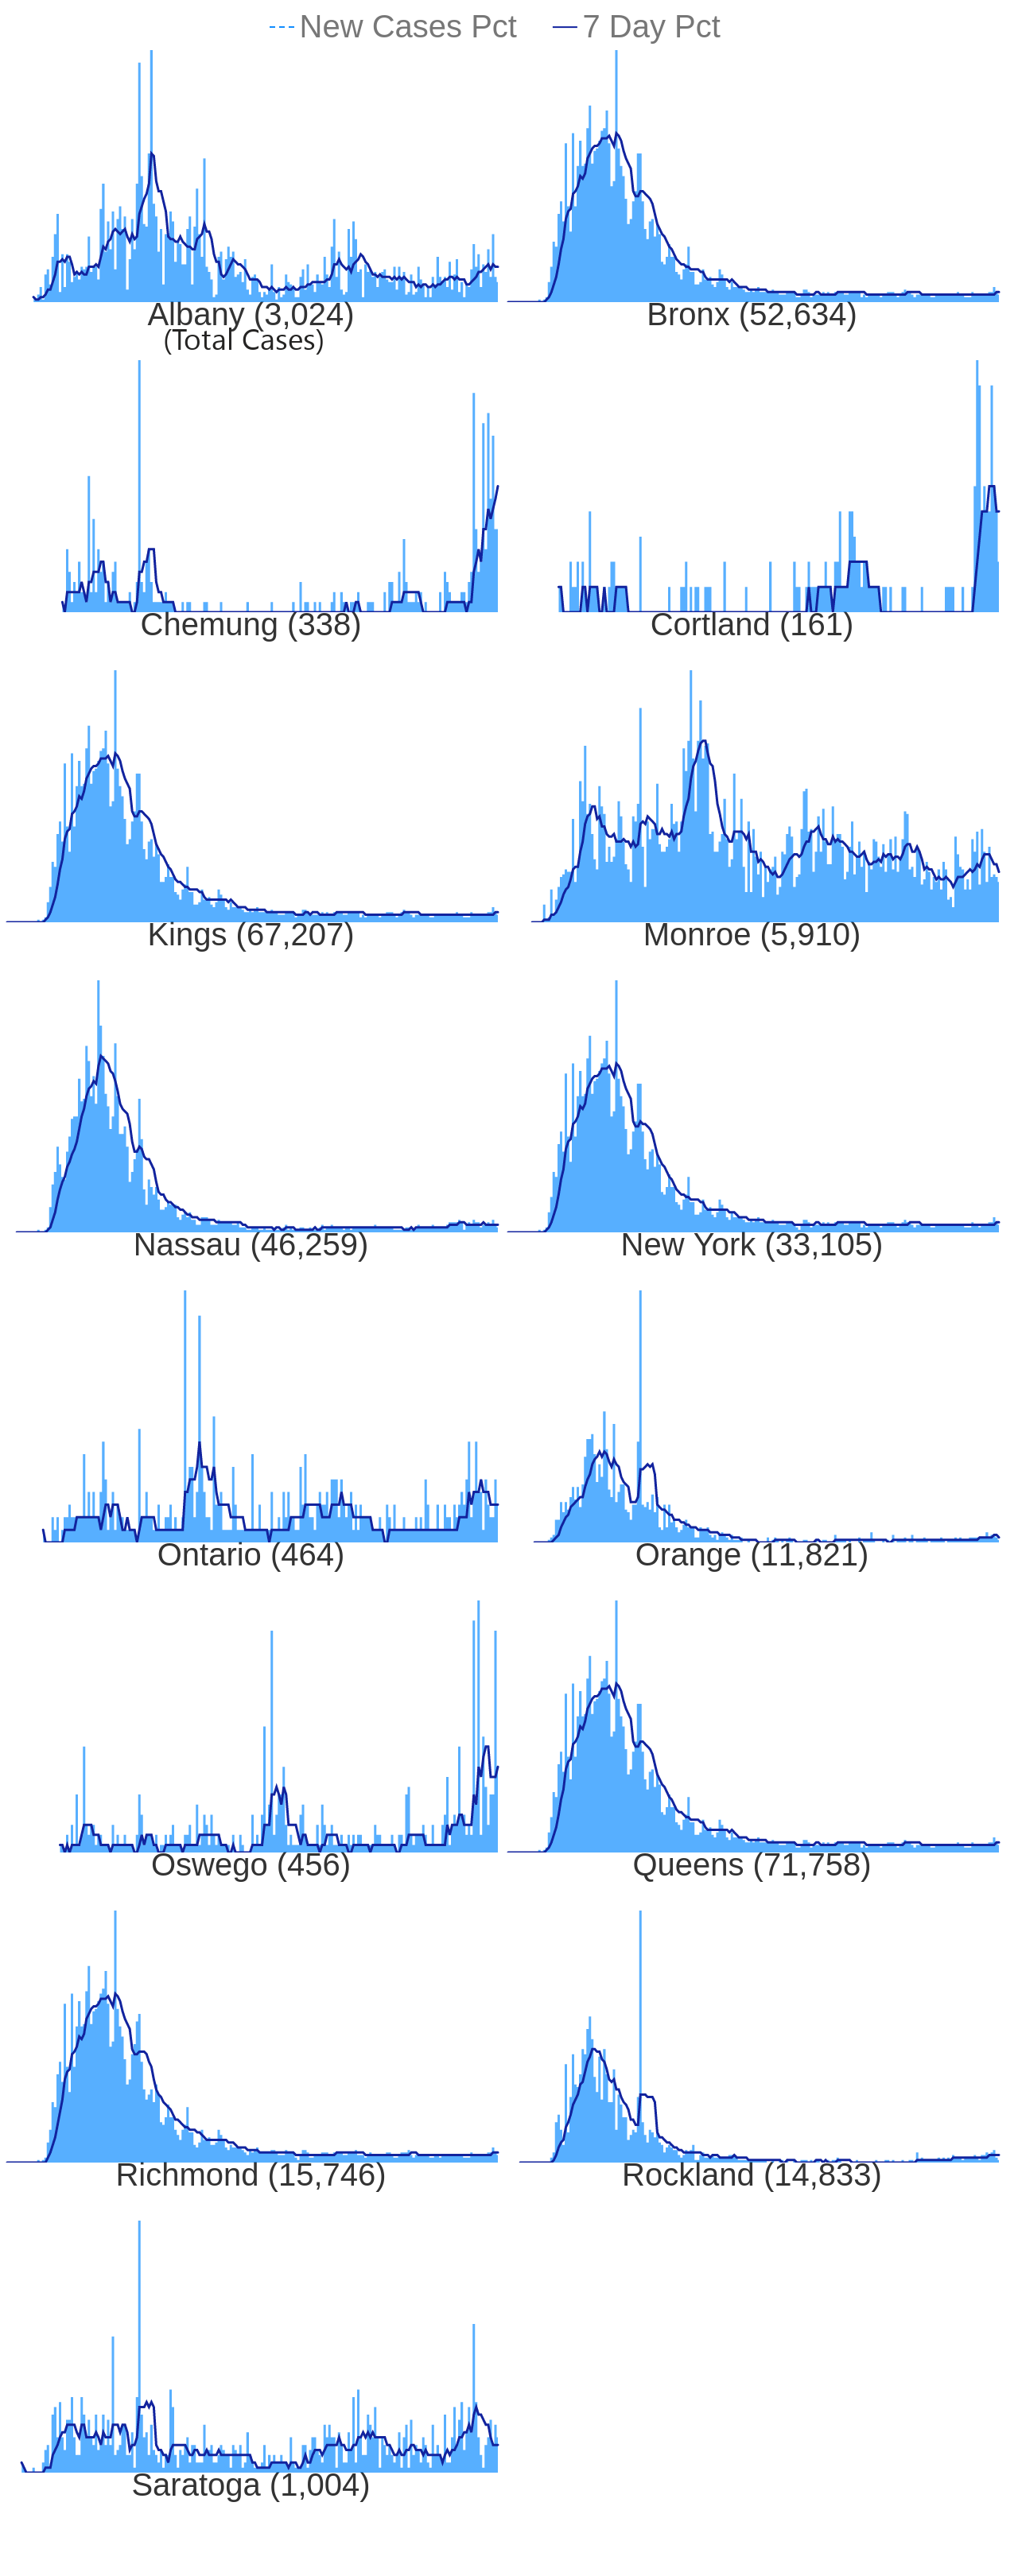 New Cases Pct 7 Day Pct
Albany (3,024) Bronx (52,634)
(Total Cases)
Chemung (338) Cortland (161)
Kings (67,207) Monroe (5,910)
Nassau (46,259) New York (33,105)
Ontario (464) Orange (11,821)
Oswego (456) Queens (71,758)
Richmond (15,746) Rockland (14,833)
Saratoga (1,004)